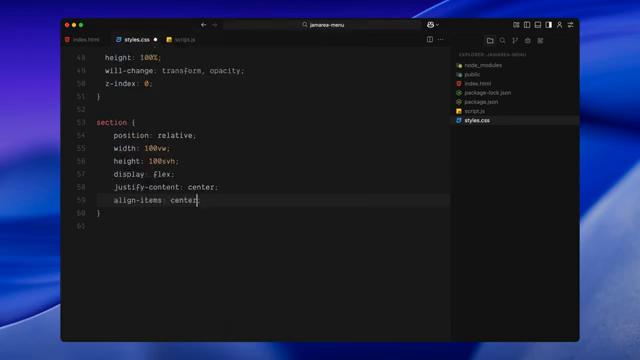 jamarea-menu
index.html
styles.css
script.js
EXPLORER: JAMAREA-MENU
48 height: 100%;
49 will-change: transform, opacity;
50 z-index: 0;
51 }
52
53 section {
54 position: relative;
55 width: 100vw;
56 height: 100svh;
57 display: flex;
58 justify-content: center;
59 align-items: center;
60 }
61
node_modules
public
index.html
package-lock.json
package.json
script.js
styles.css